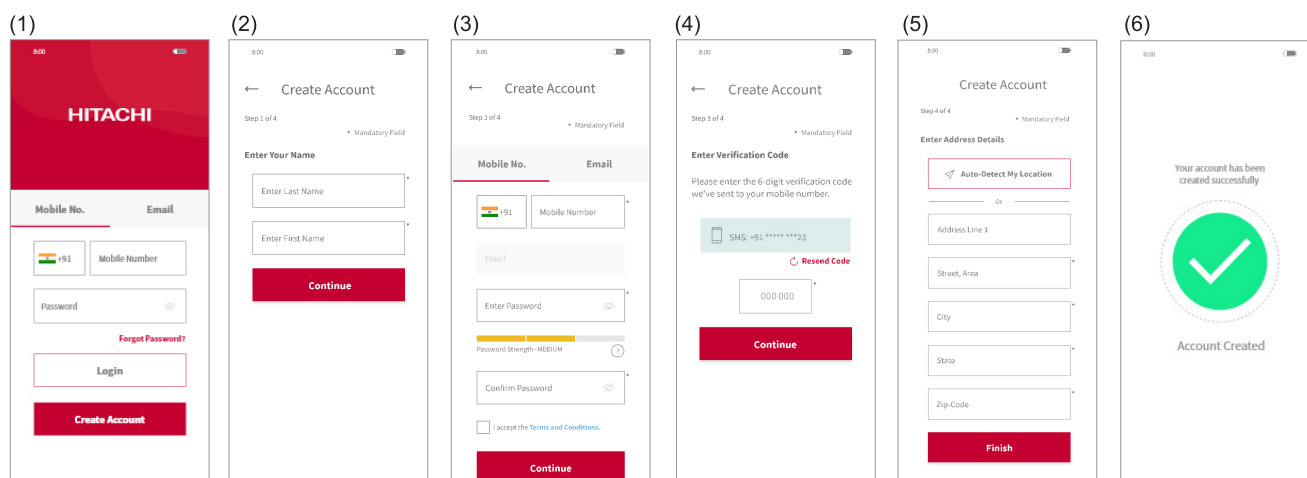 (1)
8:00
HITACHI
Mobile No.
Email
+91
Mobile Number
Password
Forgot Password?
Login
Create Account
(2)
8:00
← Create Account
Step 1 of 4
* Mandatory Field
Enter Your Name
Enter Last Name
*
Enter First Name
*
Continue
(3)
8:00
← Create Account
Step 2 of 4
* Mandatory Field
Mobile No.
Email
+91
Mobile Number
*
Email
Enter Password
*
Password Strength- MEDIUM
?
Confirm Password
*
I accept the Terms and Conditions.
Continue
(4)
8:00
← Create Account
Step 3 of 4
* Mandatory Field
Enter Verification Code
Please enter the 6-digit verification code
we've sent to your mobile number.
SMS: +91 ***** ***23
Resend Code
000-000
*
Continue
(5)
8:00
Create Account
Step 4 of 4
* Mandatory Field
Enter Address Details
Auto-Detect My Location
Or
Address Line 1
Street, Area
*
City
*
State
*
Zip-Code
*
Finish
(6)
8:00
Your account has been
created successfully
Account Created